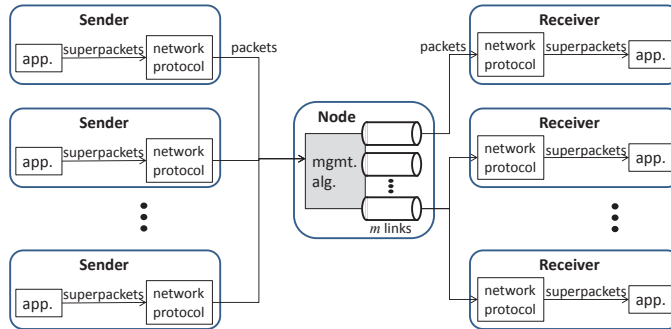 Sender
app.
superpackets
network
protocol
packets
Sender
app.
superpackets
network
protocol
Sender
app.
superpackets
network
protocol
Node
mgmt.
alg.
m links
packets
Receiver
network
protocol
superpackets
app.
Receiver
network
protocol
superpackets
app.
Receiver
network
protocol
superpackets
app.